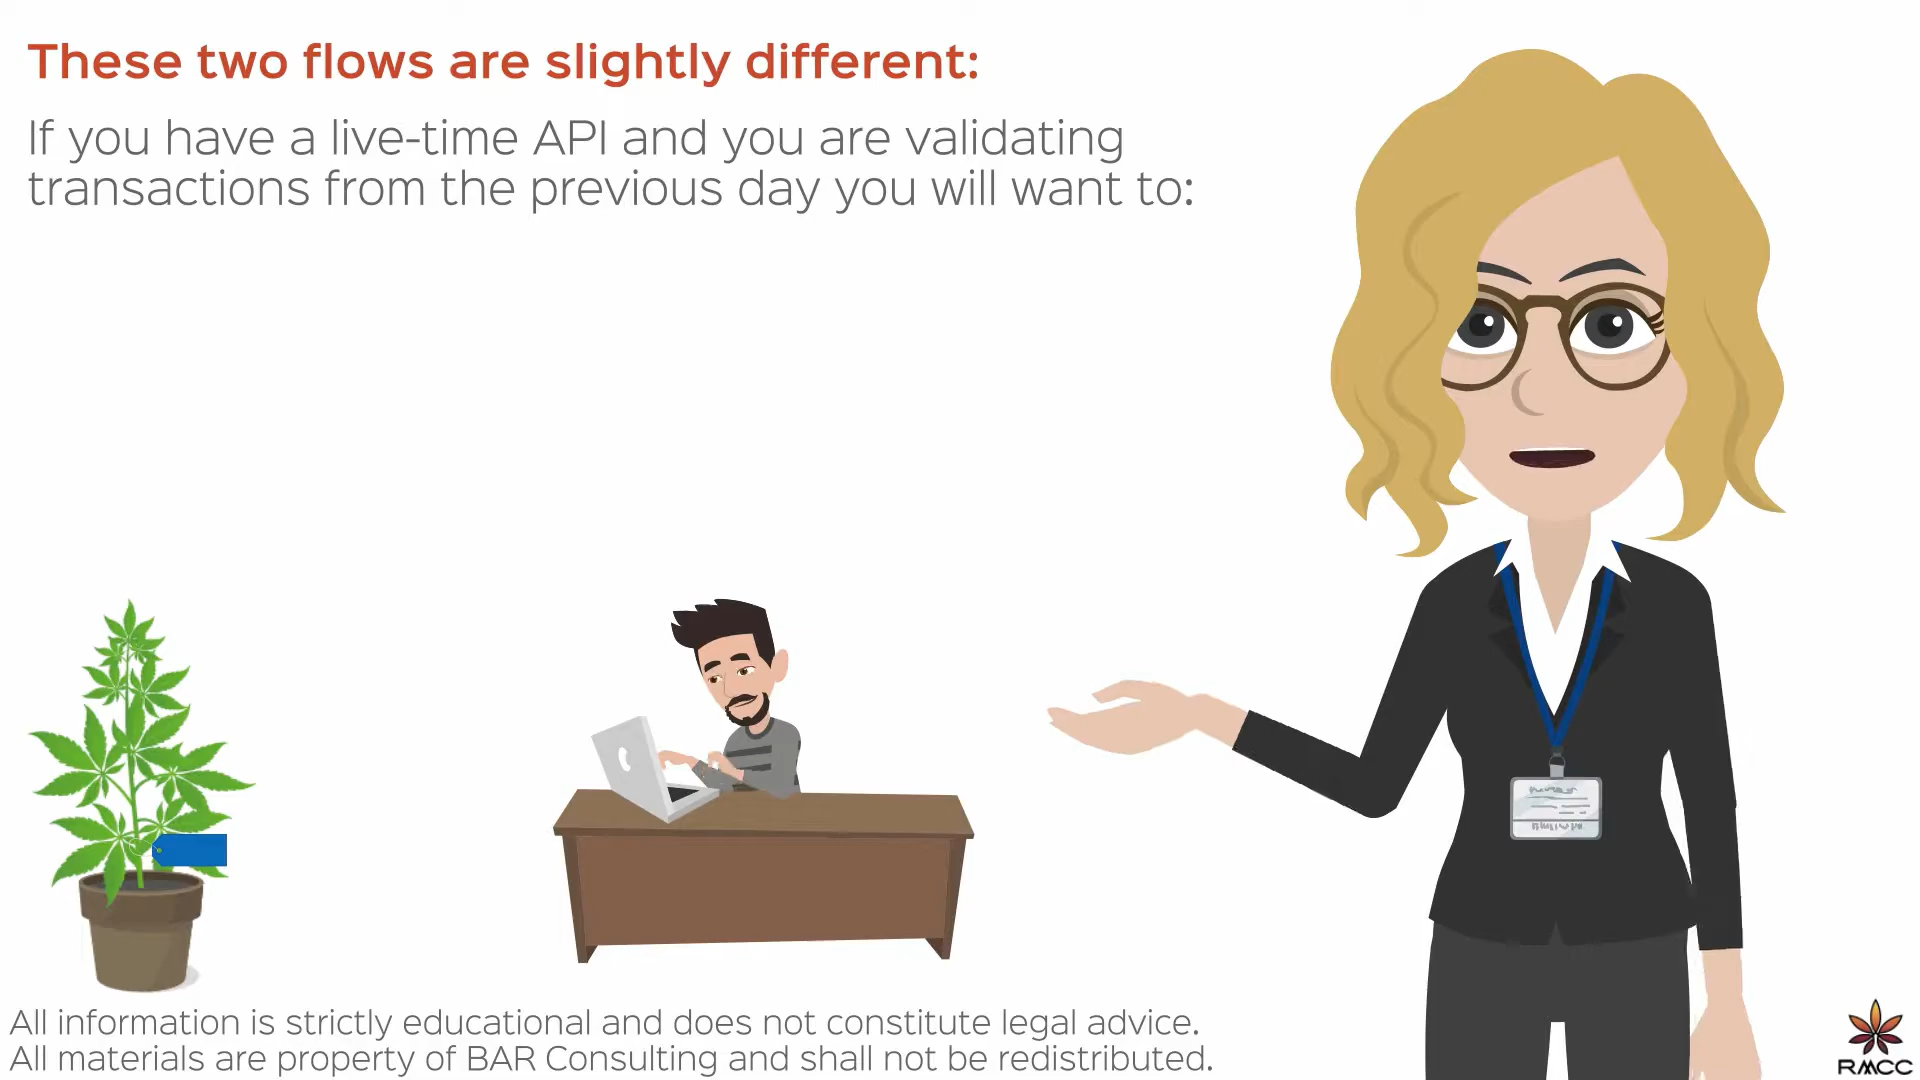 These two flows are slightly different:
If you have a live-time API and you are validating
transactions from the previous day you will want to:
All information is strictly educational and does not constitute legal advice.
All materials are property of BAR Consulting and shall not be redistributed.
RMCC